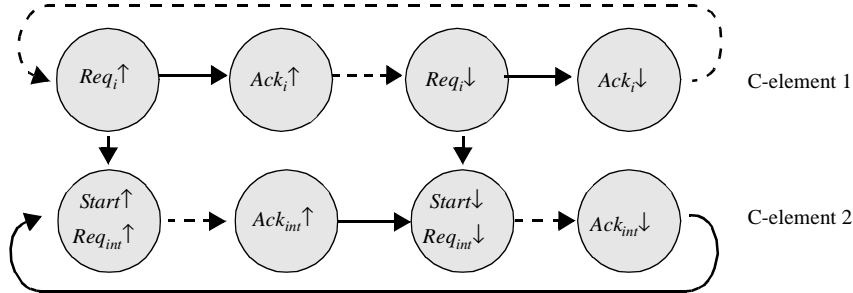 Req_i↑ Ack_i↑ Req_i↓ Ack_i↓ C-element 1
Start↑ Start↓
Req_int↑ Ack_int↑ Req_int↓ Ack_int↓ C-element 2